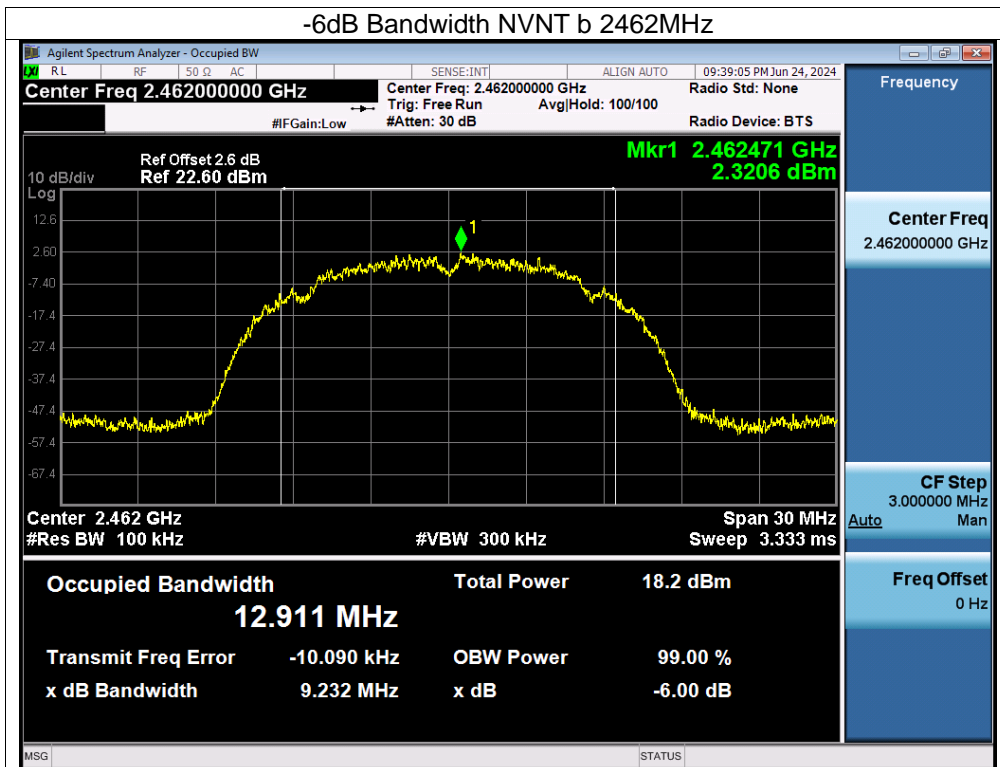 -6dB Bandwidth NVNT b 2462MHz
Agilent Spectrum Analyzer - Occupied BW
LXI RL RF 50 Ω AC SENSE:INT ALIGN AUTO 09:39:05 PM Jun 24, 2024
Center Freq 2.462000000 GHz
Center Freq: 2.462000000 GHz
Radio Std: None
Trig: Free Run Avg|Hold: 100/100
#IFGain:Low #Atten: 30 dB Radio Device: BTS
Frequency
Mkr1 2.462471 GHz
2.3206 dBm
Ref Offset 2.6 dB
10 dB/div Ref 22.60 dBm
Log
12.6
2.60
-7.40
-17.4
-27.4
-37.4
-47.4
-57.4
-67.4
1
Center Freq
2.462000000 GHz
CF Step
3.000000 MHz
Auto Man
Freq Offset
0 Hz
Center 2.462 GHz Span 30 MHz
#Res BW 100 kHz #VBW 300 kHz Sweep 3.333 ms
Occupied Bandwidth Total Power 18.2 dBm
12.911 MHz
Transmit Freq Error -10.090 kHz OBW Power 99.00 %
x dB Bandwidth 9.232 MHz x dB -6.00 dB
MSG STATUS